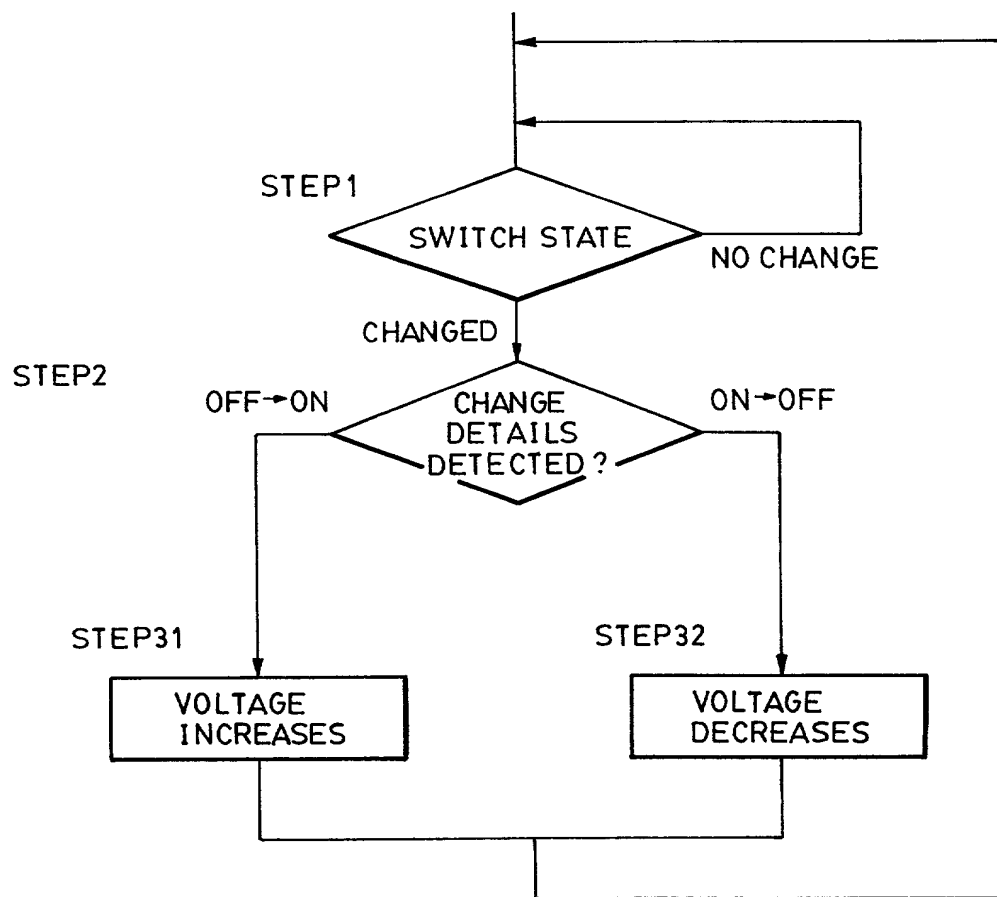 STEP1
SWITCH STATE
NO CHANGE
CHANGED
STEP2
OFF→ON
CHANGE
DETAILS
DETECTED?
ON→OFF
STEP31
VOLTAGE
INCREASES
STEP32
VOLTAGE
DECREASES